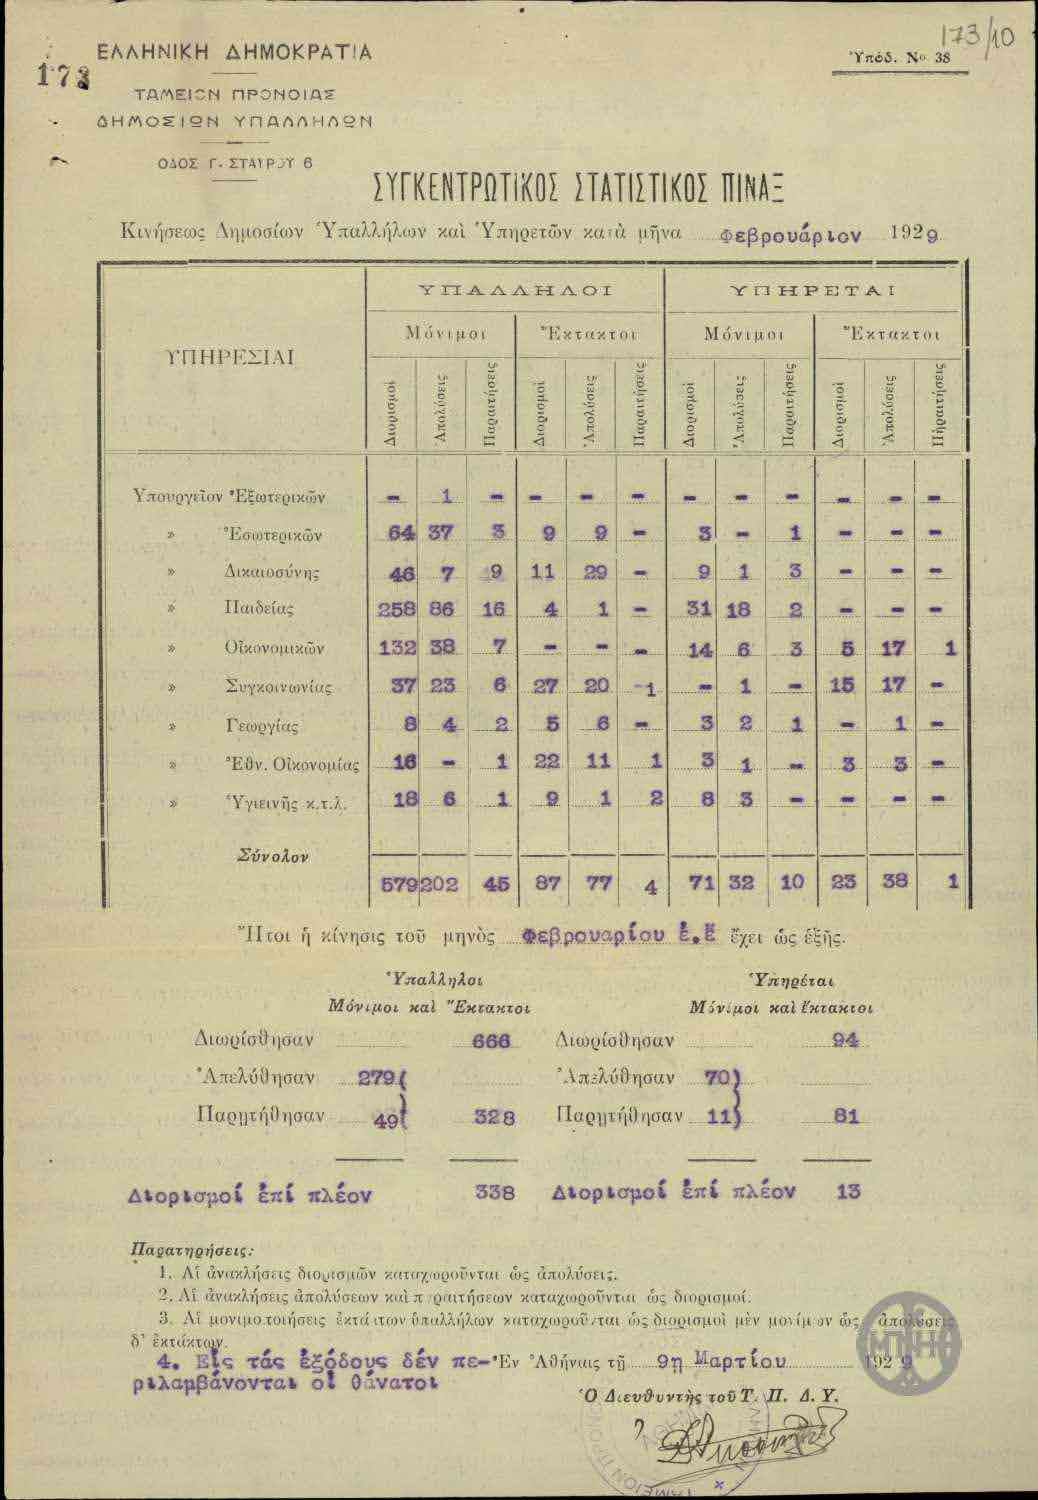 173/10
ΕΛΛΗΝΙΚΗ ΔΗΜΟΚΡΑΤΙΑ
173
Ὑπόδ. Νο 38
ΤΑΜΕΙΟΝ ΠΡΟΝΟΙΑΣ
ΔΗΜΟΣΙΩΝ ΥΠΑΛΛΗΛΩΝ
ΟΔΟΣ Γ. ΣΤΑΥΡΟΥ 6
ΣΥΓΚΕΝΤΡΩΤΙΚΟΣ ΣΤΑΤΙΣΤΙΚΟΣ ΠΙΝΑΞ
Κινήσεως Δημοσίων Ὑπαλλήλων καὶ Ὑπηρετῶν κατὰ μῆνα Φεβρουάριον 1929
ΥΠΗΡΕΣΙΑΙ ΥΠΑΛΛΗΛΟΙ ΥΠΗΡΕΤΑΙ
Μόνιμοι Ἔκτακτοι Μόνιμοι Ἔκτακτοι
Διορισμοί Ἀπολύσεις Παραιτήσεις Διορισμοί Ἀπολύσεις Παραιτήσεις Διορισμοί Ἀπολύσεις Παραιτήσεις Διορισμοί Ἀπολύσεις Πήραιτήσεις
Υπουργεῖον Ἐξωτερικῶν - 1 - - - - - - - - - -
» Ἐσωτερικῶν 64 37 3 9 9 - 3 - 1 - - -
» Δικαιοσύνης 46 7 9 11 29 - 9 1 3 - - -
» Παιδείας 258 86 16 4 1 - 31 18 2 - - -
» Οἰκονομικῶν 132 38 7 - - - 14 6 3 5 17 1
» Συγκοινωνίας 37 23 6 27 20 1 - 1 - 15 17 -
» Γεωργίας 8 4 2 5 6 - 3 2 1 - 1 -
» Ἐθν. Οἰκονομίας 16 - 1 22 11 1 3 1 - 3 3 -
» Ὑγιεινῆς κ.τ.λ. 18 6 1 9 1 2 8 3 - - - -
Σύνολον 579 202 45 87 77 4 71 32 10 23 38 1
Ἤτοι ἡ κίνησις τοῦ μηνὸς Φεβρουαρίου ἐ.ἔ ἔχει ὡς ἑξῆς.
Ὑπάλληλοι Ὑπηρέται
Μόνιμοι καὶ Ἔκτακτοι Μόνιμοι καὶ ἔκτακτοι
Διωρίσθησαν 666 Διωρίσθησαν 94
Ἀπελύθησαν 279 Ἀπελύθησαν 70
Παρῃτήθησαν 49 328 Παρῃτήθησαν 11 81
Διορισμοί ἐπί πλέον 338 Διορισμοί ἐπί πλέον 13
Παρατηρήσεις:
1. Αἱ ἀνακλήσεις διορισμῶν καταχωροῦνται ὡς ἀπολύσεις.
2. Αἱ ἀνακλήσεις ἀπολύσεων καὶ παραιτήσεων καταχωροῦνται ὡς διορισμοί.
3. Αἱ μονιμοποιήσεις ἐκτάκτων ὑπαλλήλων καταχωροῦνται ὡς διορισμοὶ μὲν μονίμων ὡς ἀπολύσεις
δ' ἐκτάκτων.
4. Εἰς τάς ἐξόδους δέν πε- Ἐν Ἀθήναις τῇ 9η Μαρτίου 1929
ριλαμβάνονται οἱ θάνατοι
Ὁ Διευθυντὴς τοῦ Τ. Π. Δ. Υ.
ΜΠΝΗ